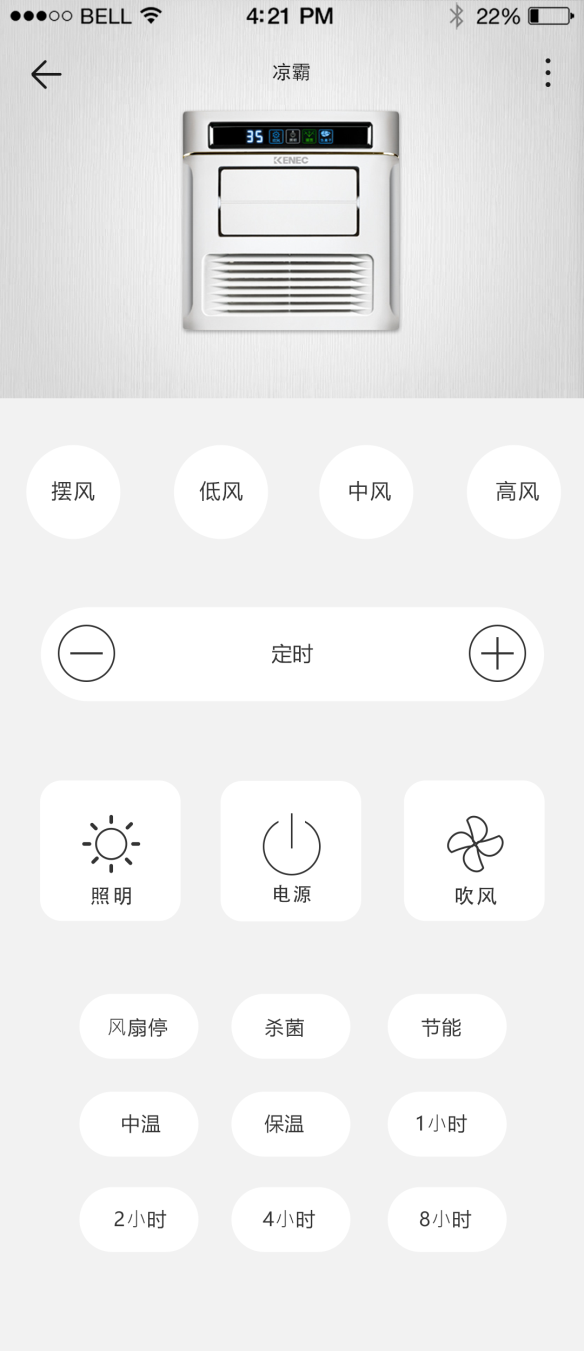 BELL 4:21 PM 22%
凉霸
35
KENEC
摆风 低风 中风 高风
定时
照明 电源 吹风
风扇停 杀菌 节能
中温 保温 1小时
2小时 4小时 8小时